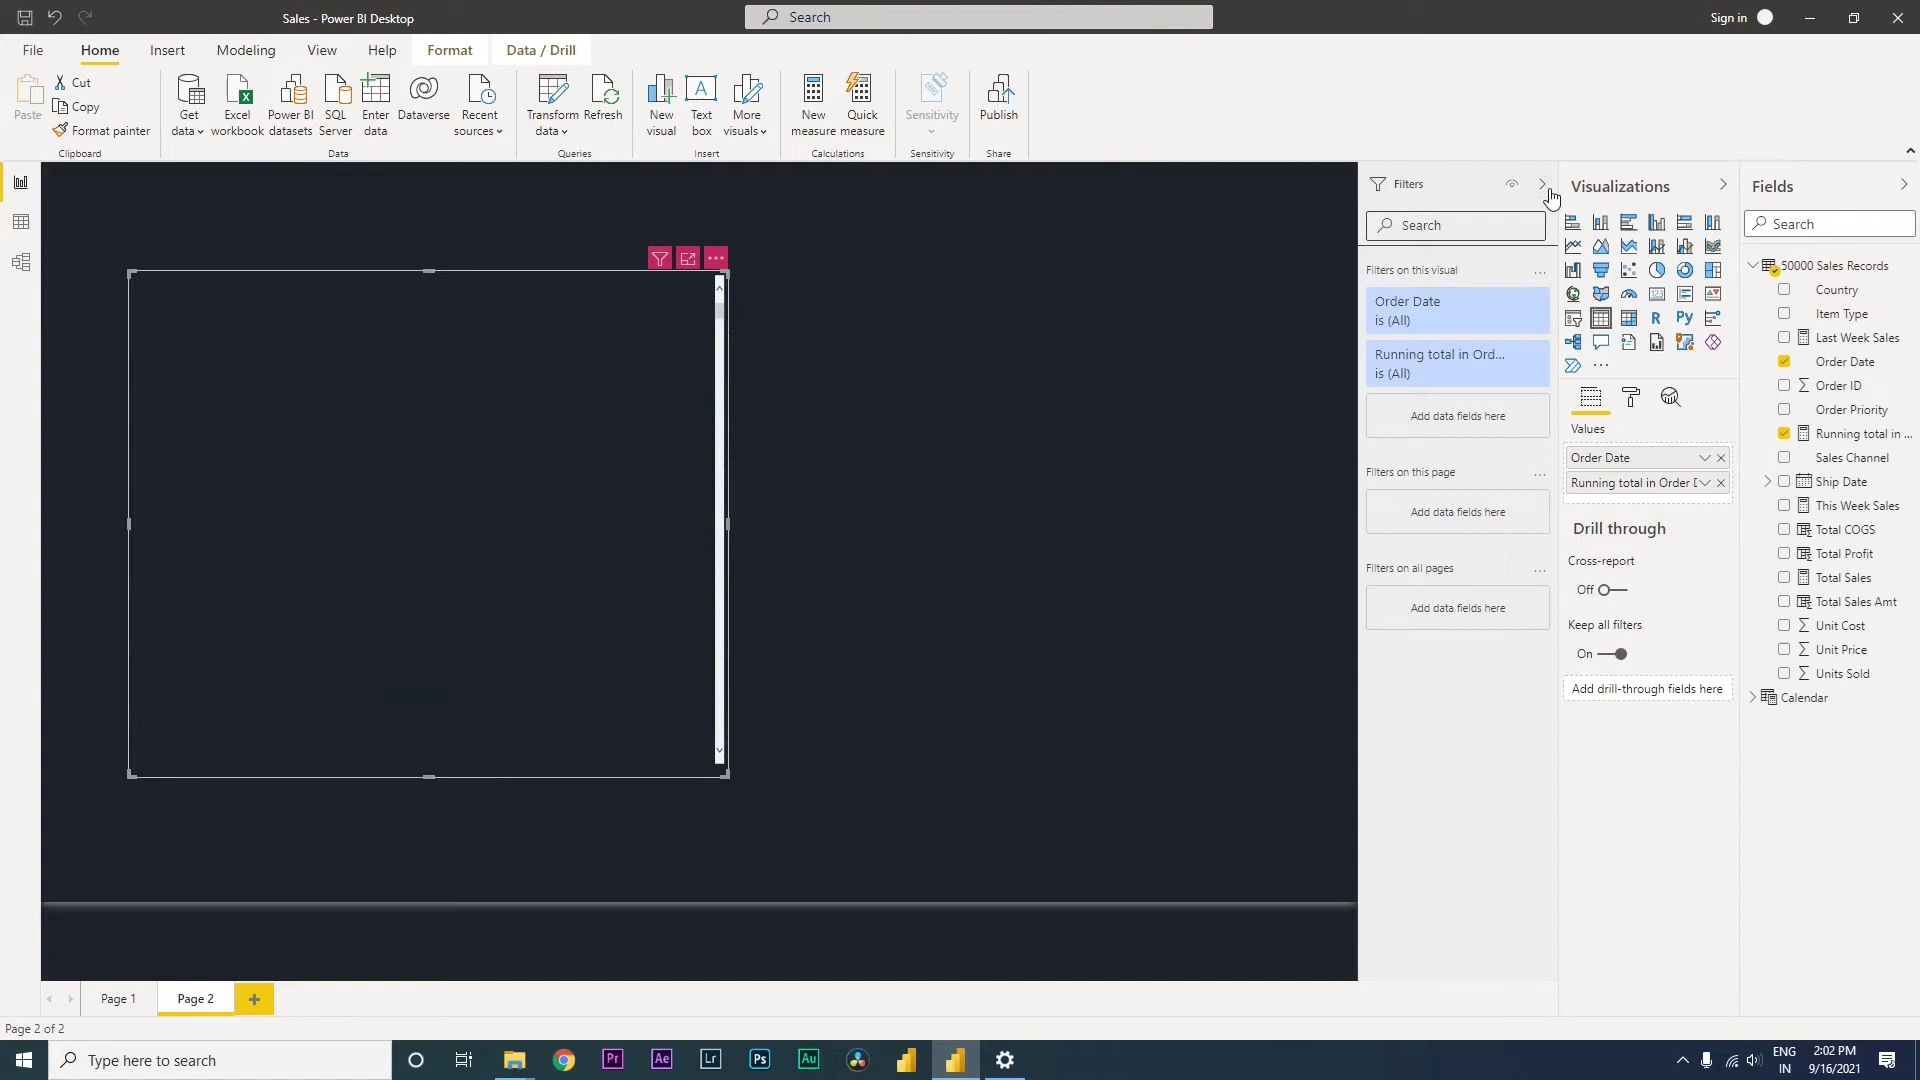 Sales - Power BI Desktop
Search
Sign in
File Home Insert Modeling View Help Format Data / Drill
Paste
Cut
Copy
Format painter
Clipboard
Get data
Excel workbook
Power BI datasets
SQL Server
Enter data
Dataverse
Recent sources
Data
Transform data
Refresh
Queries
New visual
Text box
More visuals
Insert
New measure
Quick measure
Calculations
Sensitivity
Sensitivity
Publish
Share
Filters
Search
Filters on this visual
Order Date
is (All)
Running total in Ord...
is (All)
Add data fields here
Filters on this page
Add data fields here
Filters on all pages
Add data fields here
Visualizations
R Py
Values
Order Date
Running total in Order D
Drill through
Cross-report
Off
Keep all filters
On
Add drill-through fields here
Fields
Search
50000 Sales Records
Country
Item Type
Last Week Sales
Order Date
Order ID
Order Priority
Running total in ...
Sales Channel
Ship Date
This Week Sales
Total COGS
Total Profit
Total Sales
Total Sales Amt
Unit Cost
Unit Price
Units Sold
Calendar
Page 1 Page 2
Page 2 of 2
Type here to search
Pr Ae Lr Ps Au
ENG
IN
2:02 PM
9/16/2021